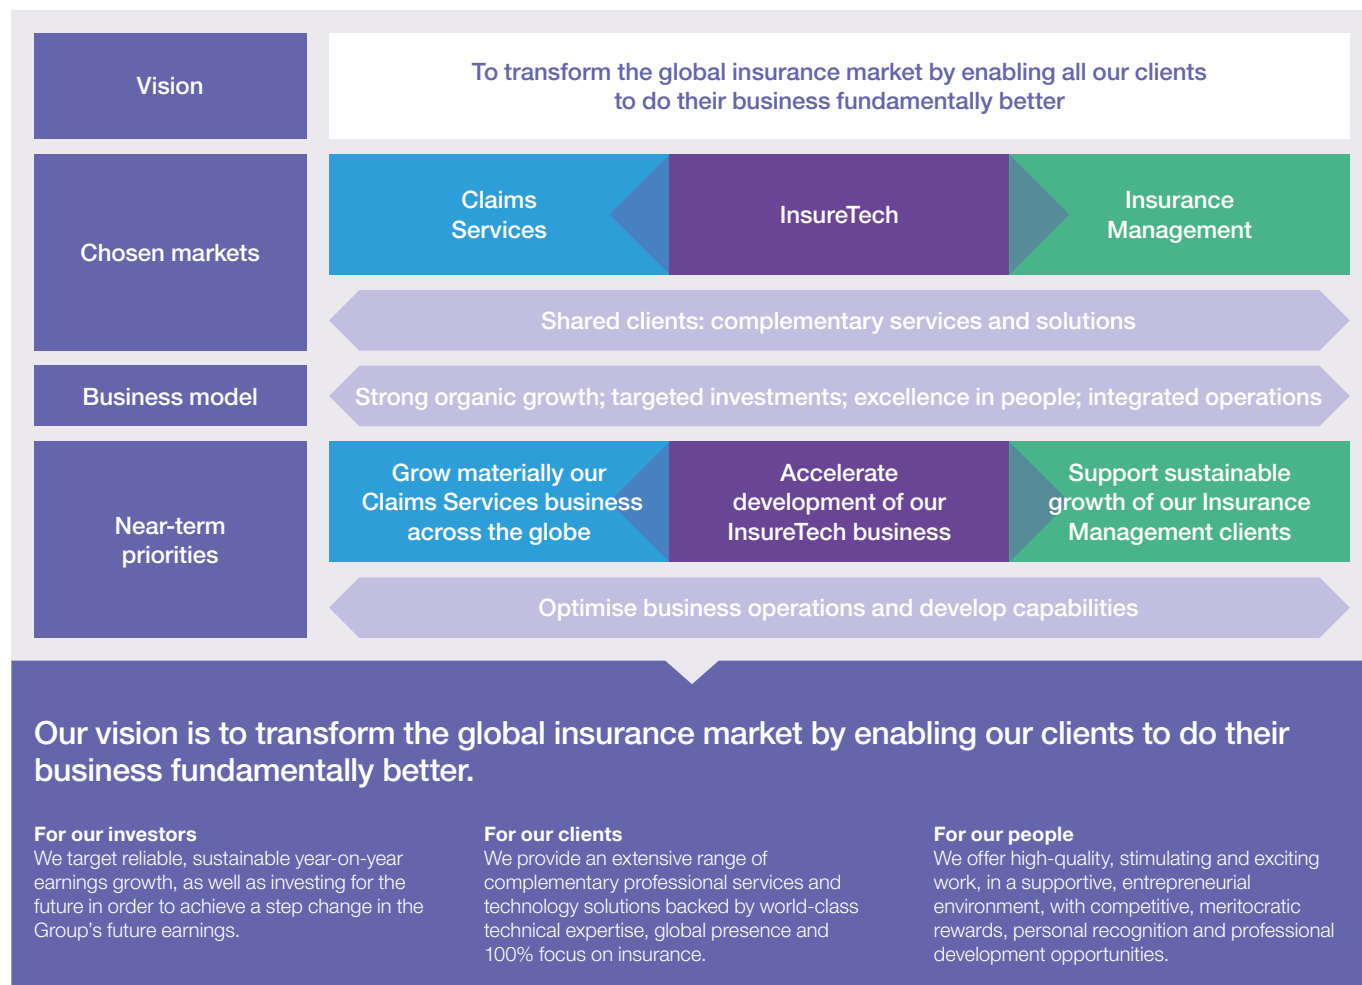 Vision
To transform the global insurance market by enabling all our clients
to do their business fundamentally better
Chosen markets
Claims
Services
InsureTech
Insurance
Management
Shared clients: complementary services and solutions
Business model
Strong organic growth; targeted investments; excellence in people; integrated operations
Near-term
priorities
Grow materially our
Claims Services business
across the globe
Accelerate
development of our
InsureTech business
Support sustainable
growth of our Insurance
Management clients
Optimise business operations and develop capabilities
Our vision is to transform the global insurance market by enabling our clients to do their
business fundamentally better.
For our investors
We target reliable, sustainable year-on-year
earnings growth, as well as investing for the
future in order to achieve a step change in the
Group's future earnings.
For our clients
We provide an extensive range of
complementary professional services and
technology solutions backed by world-class
technical expertise, global presence and
100% focus on insurance.
For our people
We offer high-quality, stimulating and exciting
work, in a supportive, entrepreneurial
environment, with competitive, meritocratic
rewards, personal recognition and professional
development opportunities.